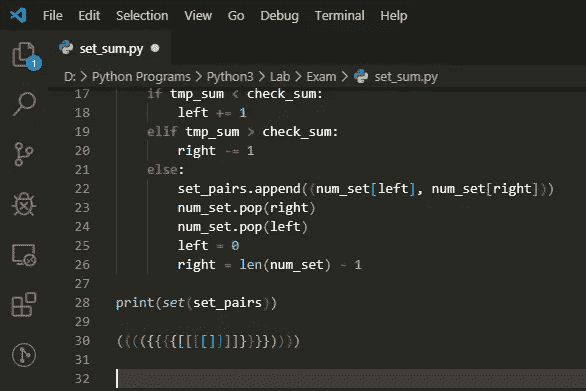 File Edit Selection View Go Debug Terminal Help
1
set_sum.py
D: > Python Programs > Python3 > Lab > Exam > set_sum.py
17 if tmp_sum < check_sum:
18 left += 1
19 elif tmp_sum > check_sum:
20 right -= 1
21 else:
22 set_pairs.append((num_set[left], num_set[right]))
23 num_set.pop(right)
24 num_set.pop(left)
25 left = 0
26 right = len(num_set) - 1
27
28 print(set(set_pairs))
29
30 (((({{{{[[[[]]]]}}}}))))
31
32